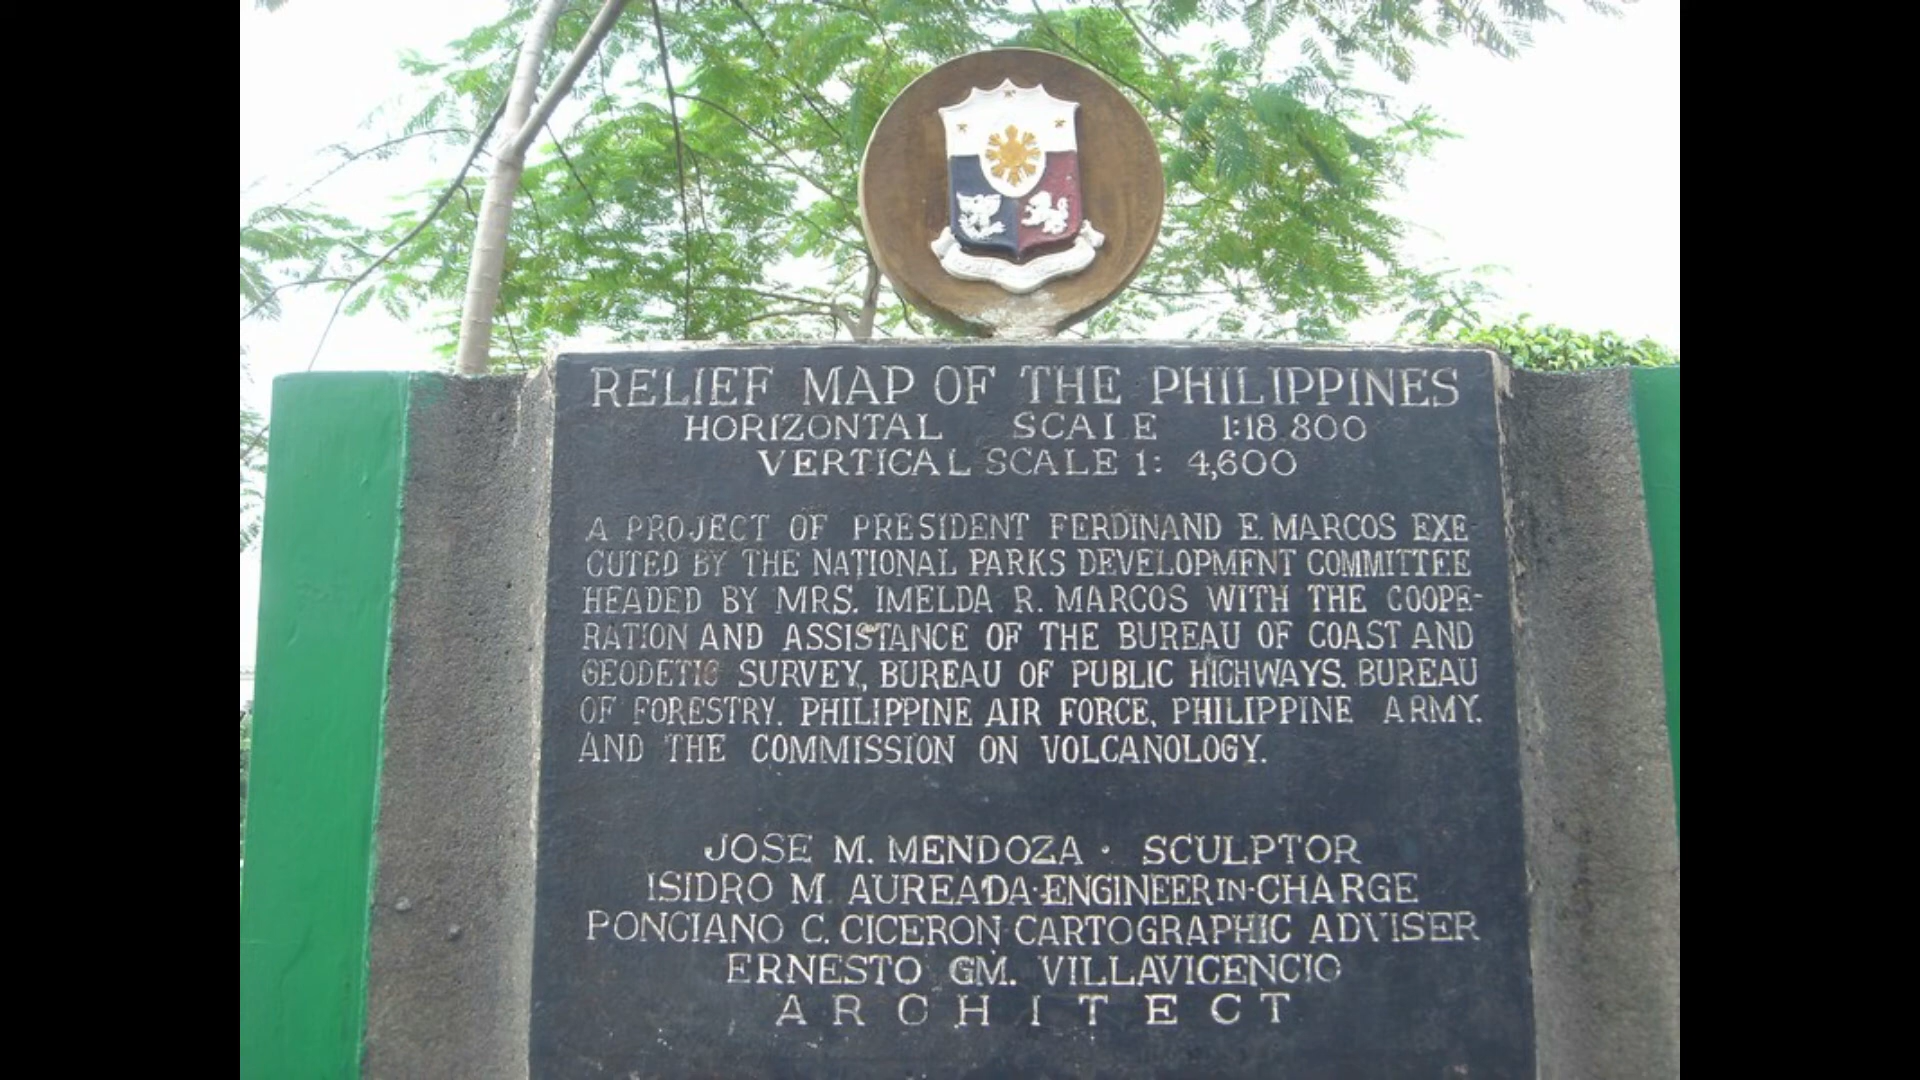 RELIEF MAP OF THE PHILIPPINES
HORIZONTAL SCALE 1:18 800
VERTICAL SCALE 1: 4,600
A PROJECT OF PRESIDENT FERDINAND E. MARCOS EXE-
CUTED BY THE NATIONAL PARKS DEVELOPMENT COMMITTEE
HEADED BY MRS. IMELDA R. MARCOS WITH THE COOPE-
RATION AND ASSISTANCE OF THE BUREAU OF COAST AND
GEODETIC SURVEY, BUREAU OF PUBLIC HIGHWAYS. BUREAU
OF FORESTRY. PHILIPPINE AIR FORCE, PHILIPPINE ARMY.
AND THE COMMISSION ON VOLCANOLOGY.
JOSE M. MENDOZA · SCULPTOR
ISIDRO M. AUREADA·ENGINEER IN-CHARGE
PONCIANO C. CICERON CARTOGRAPHIC ADVISER
ERNESTO GM. VILLAVICENCIO
ARCHITECT